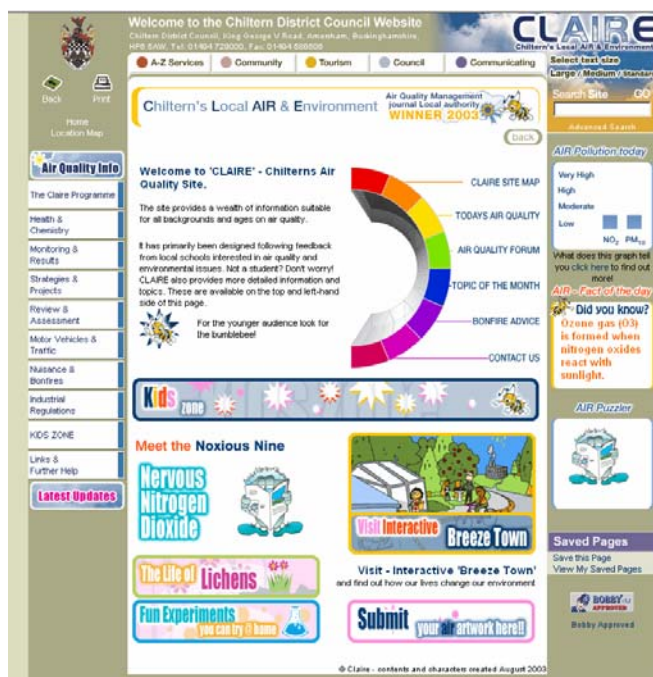 Welcome to the Chiltern District Council Website
Chiltern District Council, King George V Road, Amersham, Buckinghamshire,
HP6 5AW, Tel: 01494 729000, Fax: 01494 586506
CLAIRE
Chiltern's Local AIR & Environment
A-Z Services
Community
Tourism
Council
Communicating
Select text size
Large / Medium / Standard
Search Site GO
Advanced Search
Back
Print
Home
Location Map
Chiltern's Local AIR & Environment
Air Quality Management
journal Local authority
WINNER 2003
back
Air Quality Info
The Claire Programme
Health &
Chemistry
Monitoring &
Results
Strategies &
Projects
Review &
Assessment
Motor Vehicles &
Traffic
Nuisance &
Bonfires
Industrial
Regulations
KIDS ZONE
Links &
Further Help
Latest Updates
Welcome to 'CLAIRE' - Chilterns Air
Quality Site.
The site provides a wealth of information suitable
for all backgrounds and ages on air quality.
It has primarily been designed following feedback
from local schools interested in air quality and
environmental issues. Not a student? Don't worry!
CLAIRE also provides more detailed information and
topics. These are available on the top and left-hand
side of this page.
For the younger audience look for
the bumblebee!
CLAIRE SITE MAP
TODAYS AIR QUALITY
AIR QUALITY FORUM
TOPIC OF THE MONTH
BONFIRE ADVICE
CONTACT US
Kids zone
Meet the Noxious Nine
Nervous
Nitrogen
Dioxide
Visit Interactive
Breeze Town
The Life of Lichens
Visit - Interactive 'Breeze Town'
and find out how our lives change our environment
Fun Experiments
you can try @ home
Submit
your air artwork here!!
© Claire - contents and characters created August 2003
AIR Pollution today
Very High
High
Moderate
Low
NO2 PM10
What does this graph tell
you click here to find out
more!
AIR - Fact of the day
Did you know?
Ozone gas (O3)
is formed when
nitrogen oxides
react with
sunlight.
AIR Puzzler
Saved Pages
Save this Page
View My Saved Pages
BOBBY
APPROVED
Bobby Approved